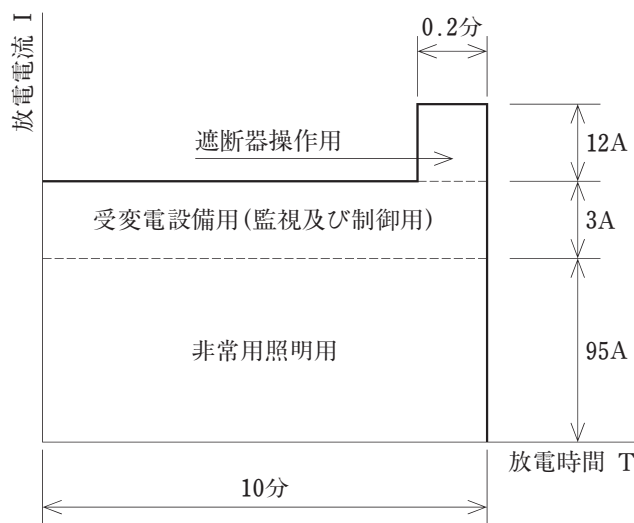 放電電流 I
0.2分
遮断器操作用
12A
受変電設備用(監視及び制御用)
3A
非常用照明用
95A
放電時間 T
10分